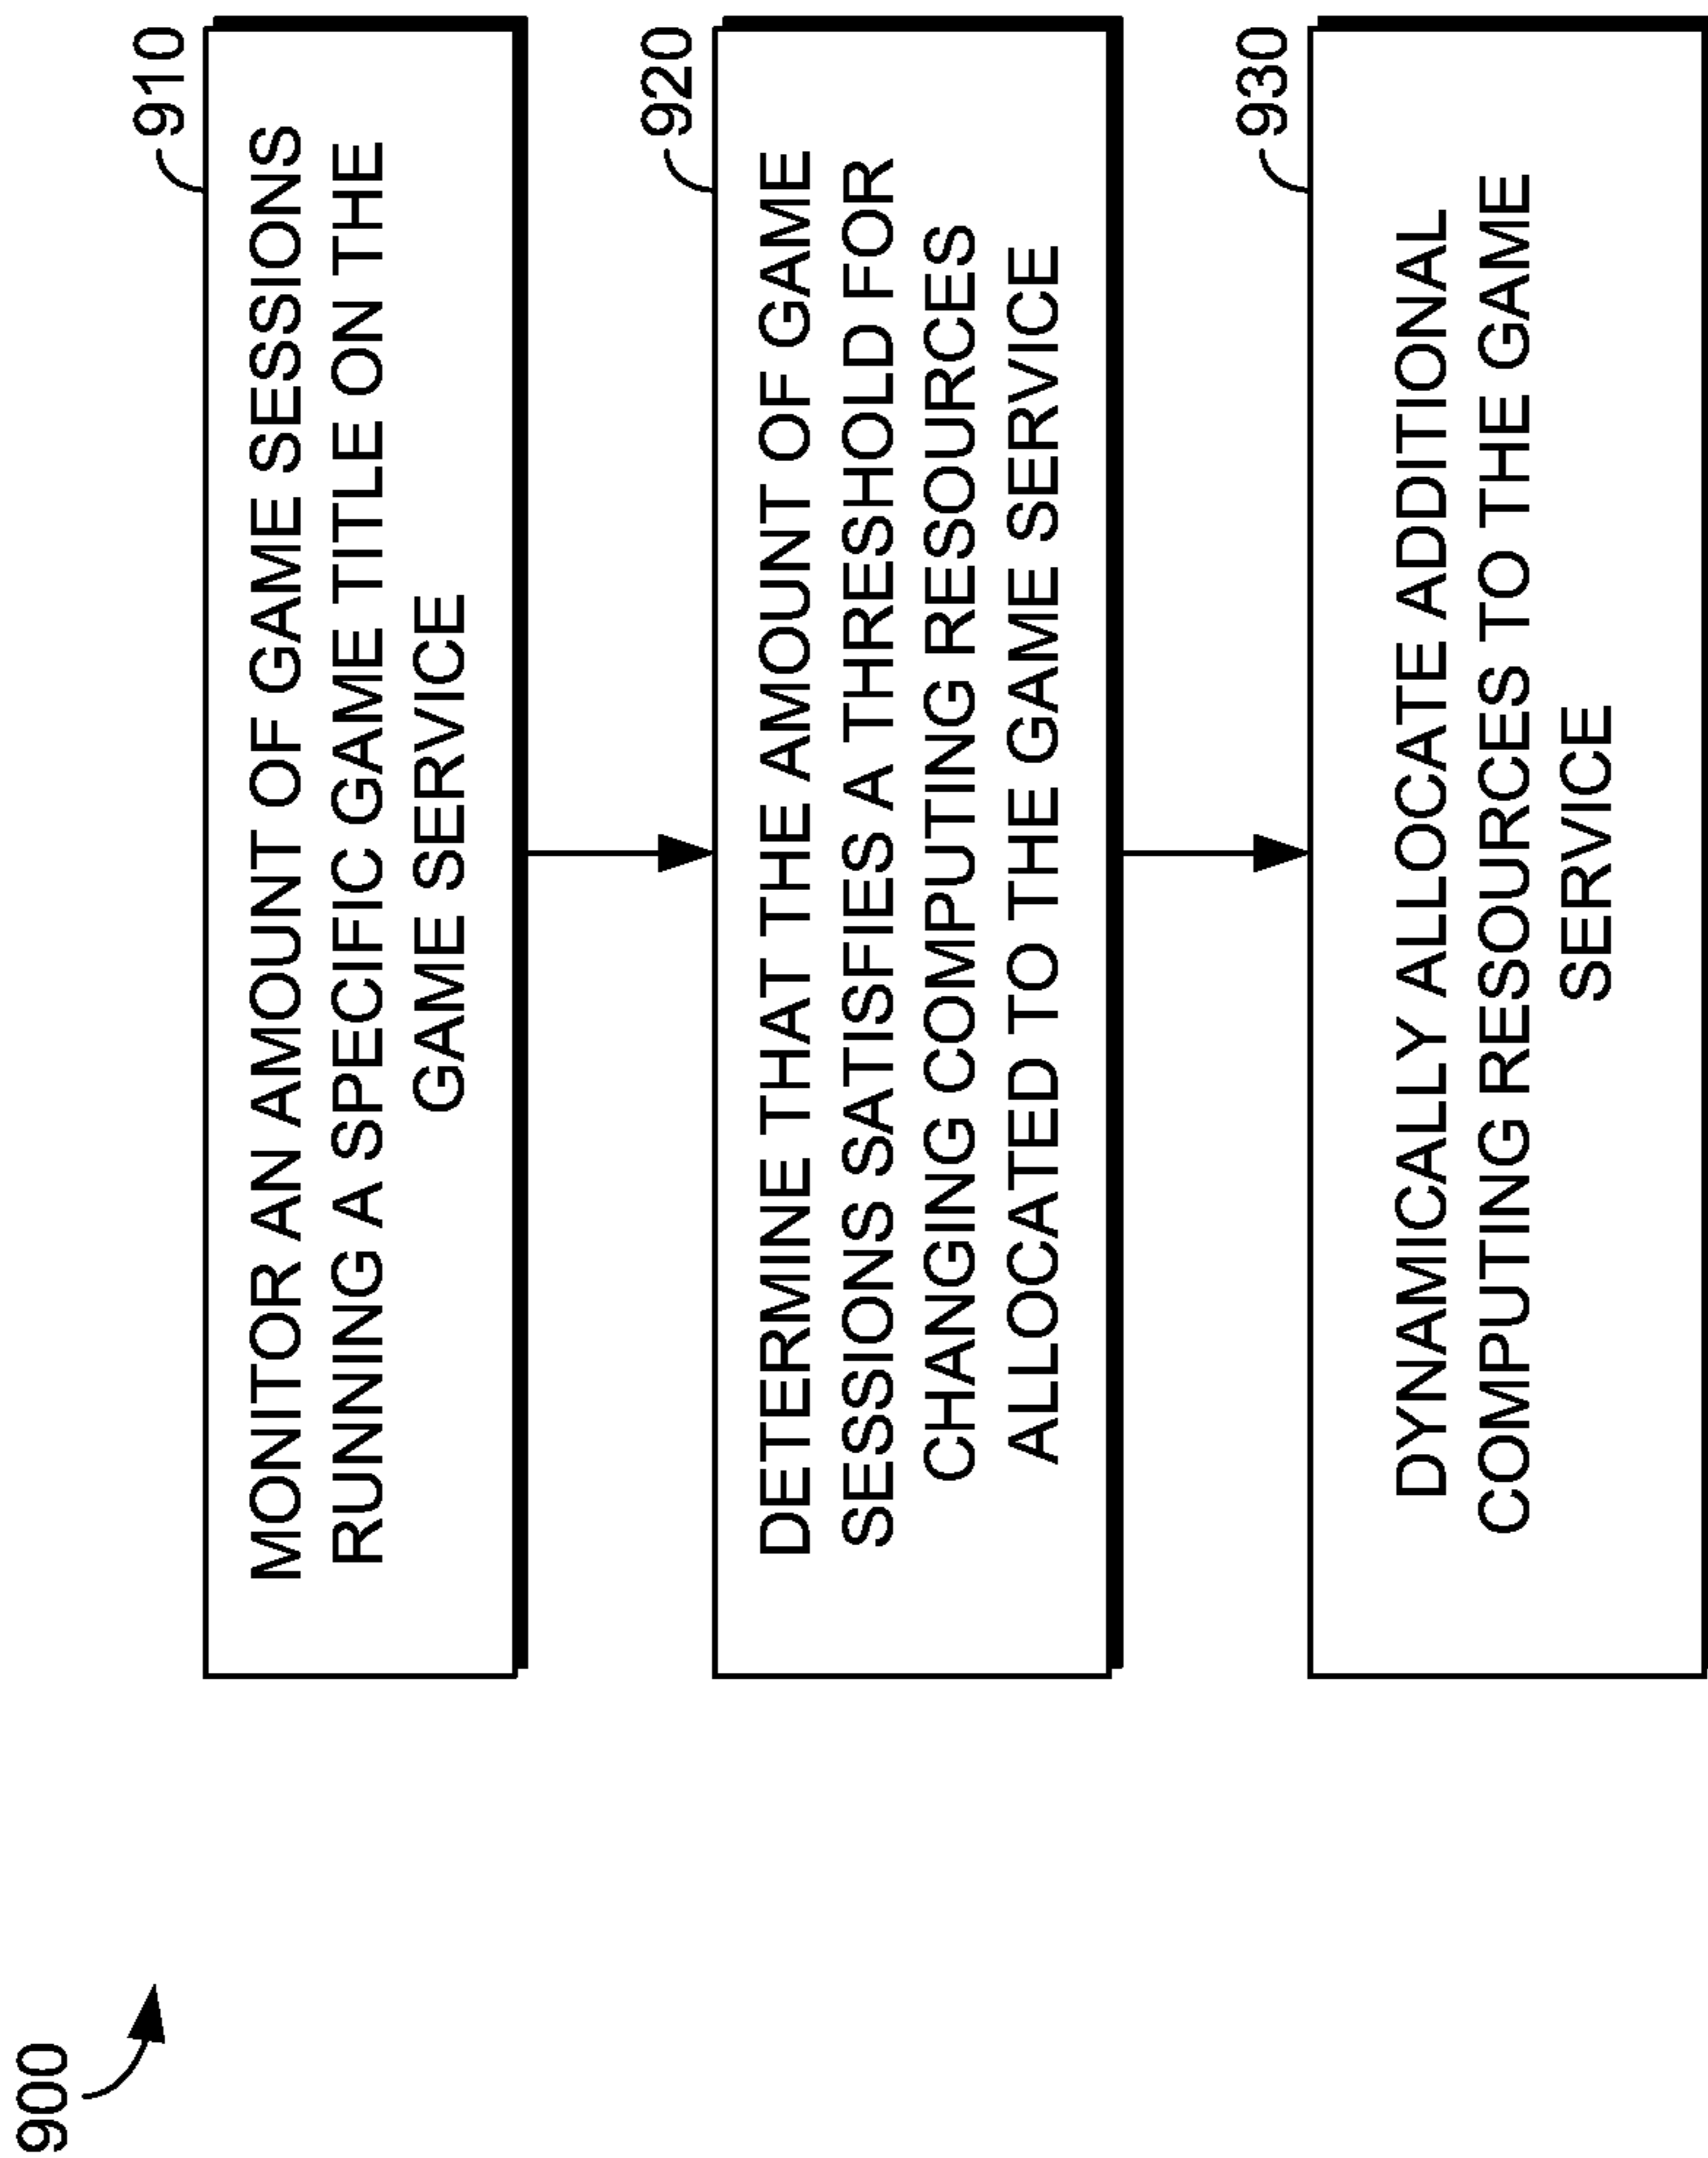 900
910
MONITOR AN AMOUNT OF GAME SESSIONS
RUNNING A SPECIFIC GAME TITLE ON THE
GAME SERVICE
920
DETERMINE THAT THE AMOUNT OF GAME
SESSIONS SATISFIES A THRESHOLD FOR
CHANGING COMPUTING RESOURCES
ALLOCATED TO THE GAME SERVICE
930
DYNAMICALLY ALLOCATE ADDITIONAL
COMPUTING RESOURCES TO THE GAME
SERVICE